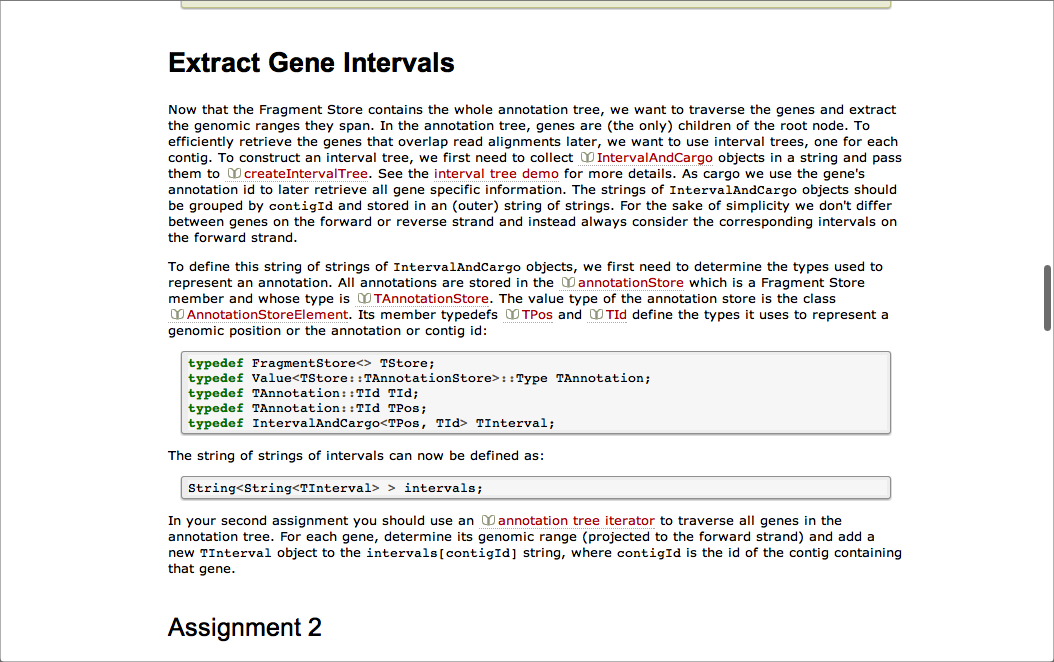 Extract Gene Intervals
Now that the Fragment Store contains the whole annotation tree, we want to traverse the genes and extract
the genomic ranges they span. In the annotation tree, genes are (the only) children of the root node. To
efficiently retrieve the genes that overlap read alignments later, we want to use interval trees, one for each
contig. To construct an interval tree, we first need to collect IntervalAndCargo objects in a string and pass
them to createIntervalTree. See the interval tree demo for more details. As cargo we use the gene's
annotation id to later retrieve all gene specific information. The strings of IntervalAndCargo objects should
be grouped by contigId and stored in an (outer) string of strings. For the sake of simplicity we don't differ
between genes on the forward or reverse strand and instead always consider the corresponding intervals on
the forward strand.
To define this string of strings of IntervalAndCargo objects, we first need to determine the types used to
represent an annotation. All annotations are stored in the annotationStore which is a Fragment Store
member and whose type is TAnnotationStore. The value type of the annotation store is the class
AnnotationStoreElement. Its member typedefs TPos and TId define the types it uses to represent a
genomic position or the annotation or contig id:
typedef FragmentStore<> TStore;
typedef Value<TStore::TAnnotationStore>::Type TAnnotation;
typedef TAnnotation::TId TId;
typedef TAnnotation::TId TPos;
typedef IntervalAndCargo<TPos, TId> TInterval;
The string of strings of intervals can now be defined as:
String<String<TInterval> > intervals;
In your second assignment you should use an annotation tree iterator to traverse all genes in the
annotation tree. For each gene, determine its genomic range (projected to the forward strand) and add a
new TInterval object to the intervals[contigId] string, where contigId is the id of the contig containing
that gene.
Assignment 2